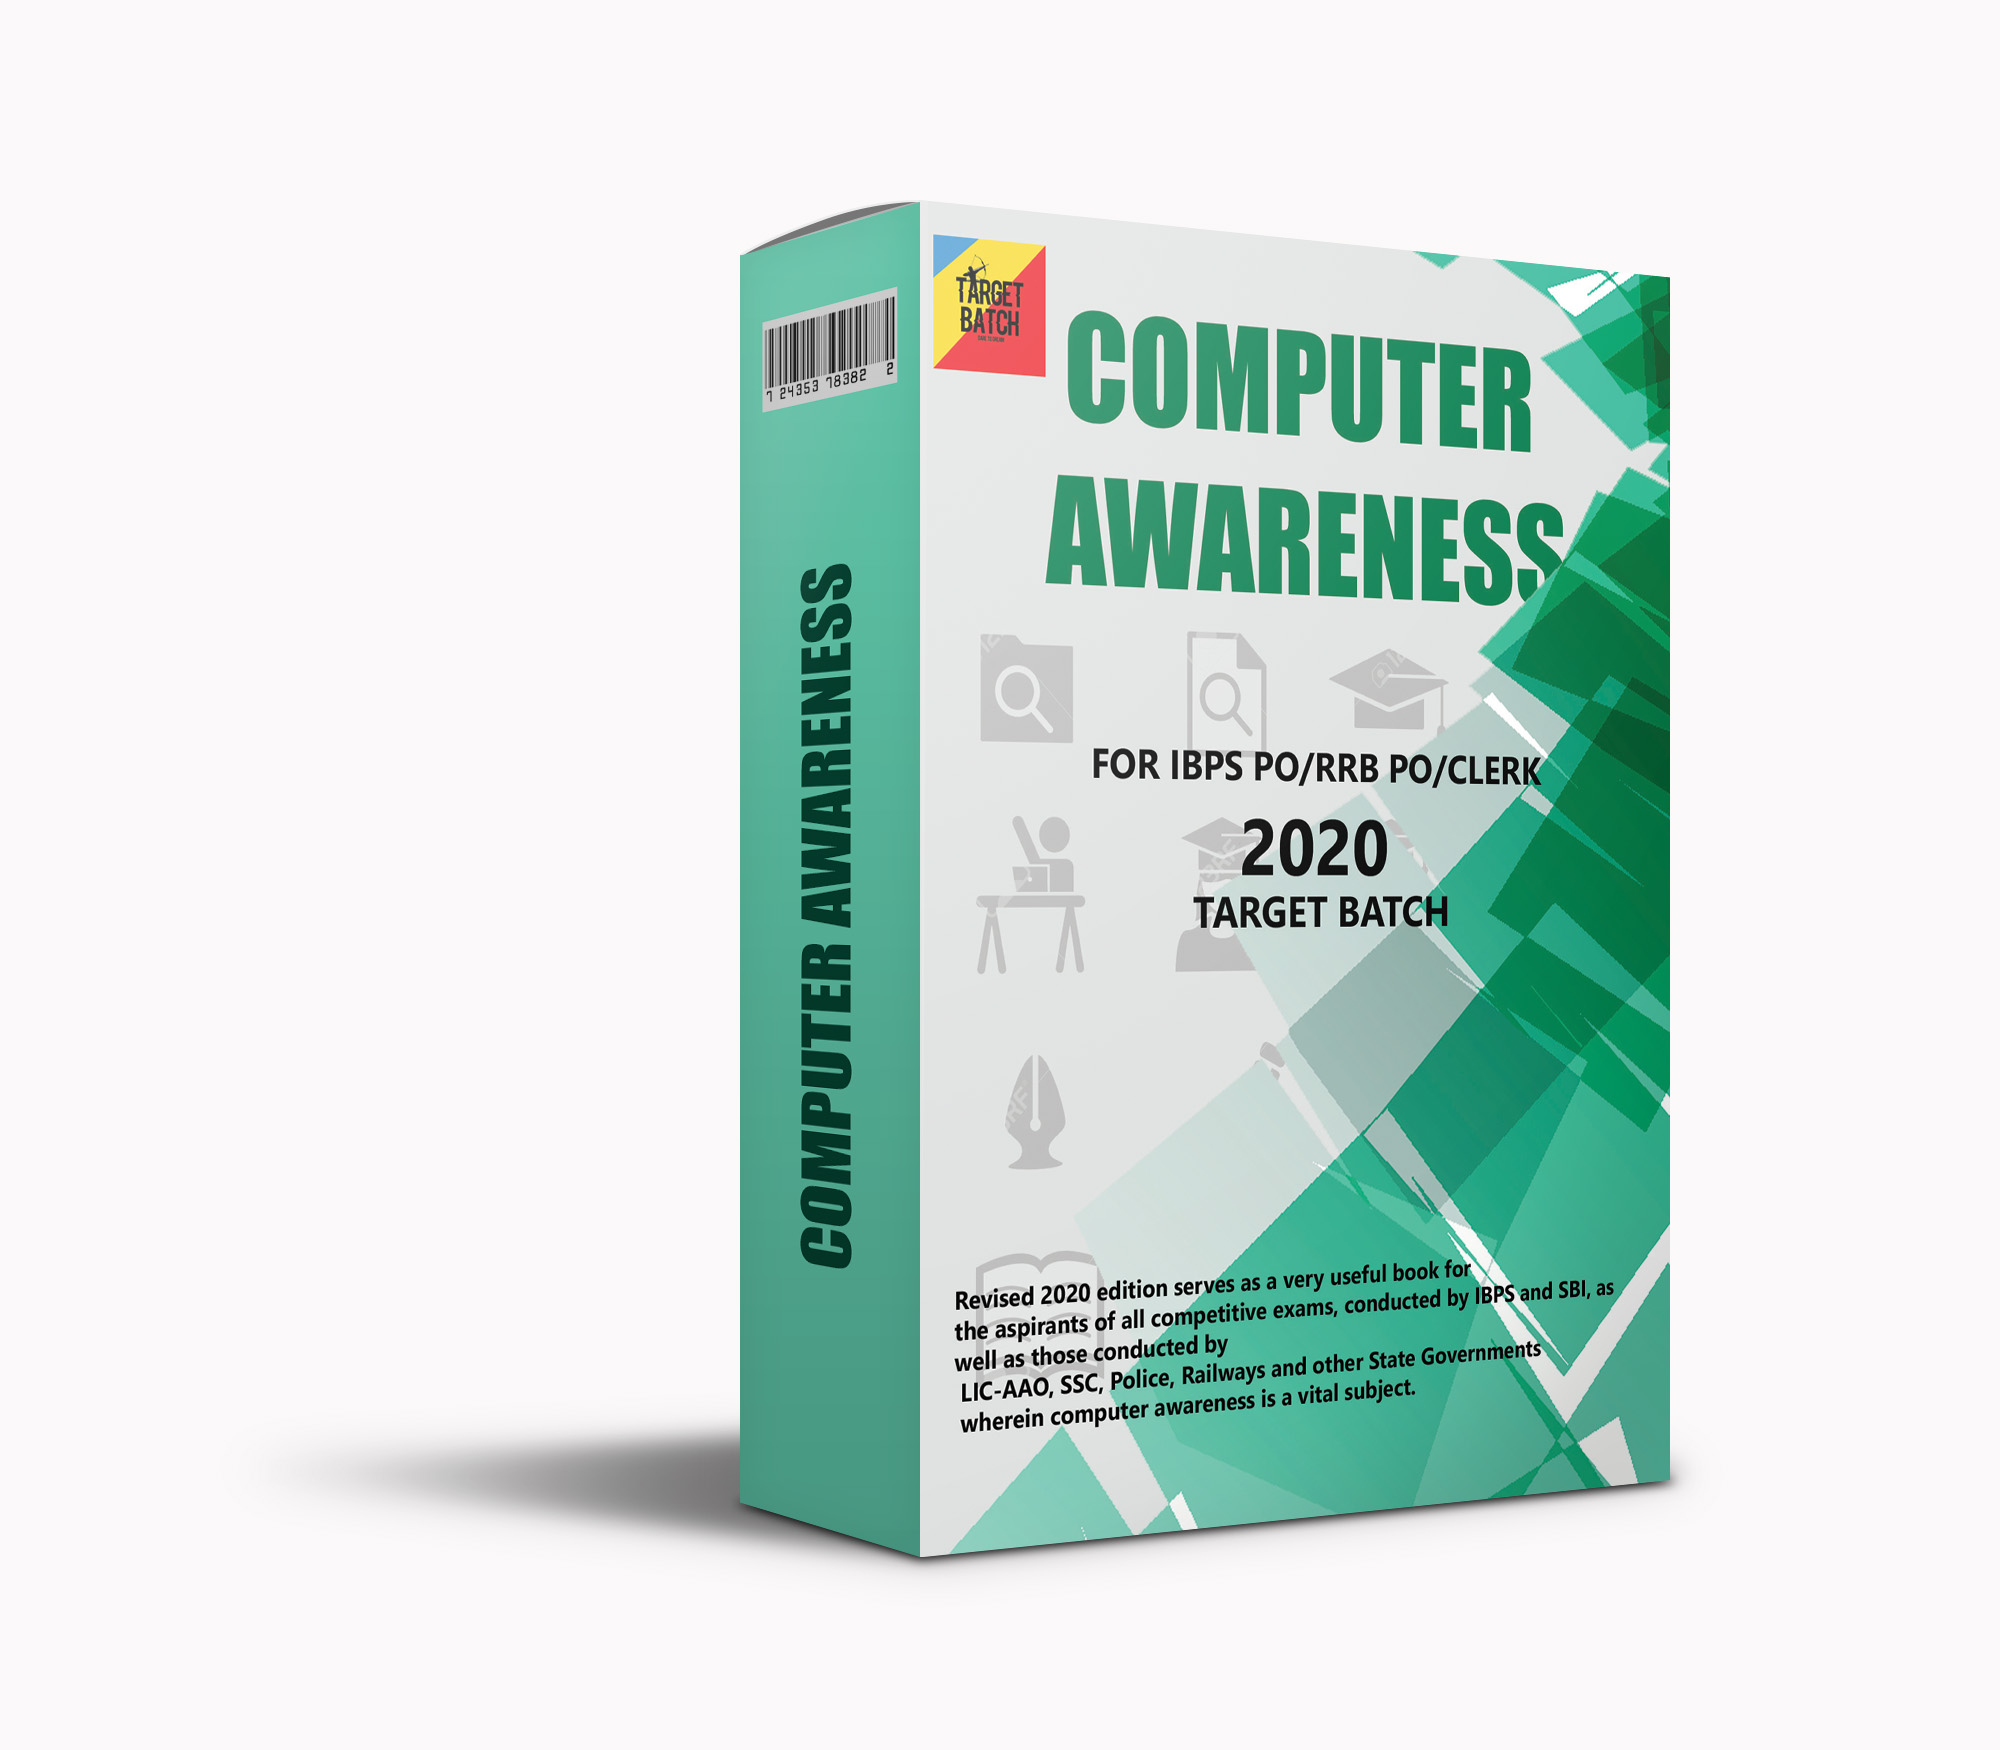 7 24353 78382 2
COMPUTER AWARENESS
TARGET
BATCH
COMPUTER
AWARENESS
FOR IBPS PO/RRB PO/CLERK
2020
TARGET BATCH
Revised 2020 edition serves as a very useful book for
the aspirants of all competitive exams, conducted by IBPS and SBI, as
well as those conducted by
LIC-AAO, SSC, Police, Railways and other State Governments
wherein computer awareness is a vital subject.